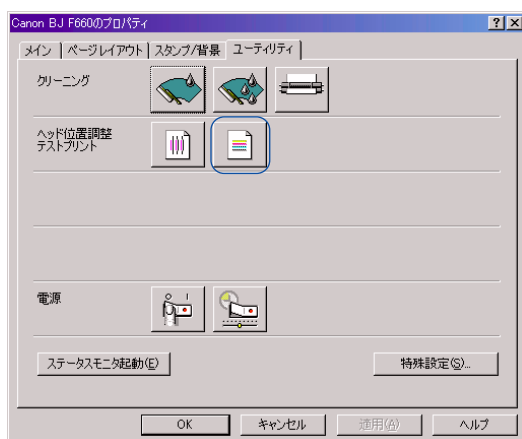 Canon BJ F660のプロパティ
メイン ページレイアウト スタンプ/背景 ユーティリティ
クリーニング
ヘッド位置調整
テストプリント
電源
ステータスモニタ起動(E) 特殊設定(S)...
OK キャンセル 適用(A) ヘルプ